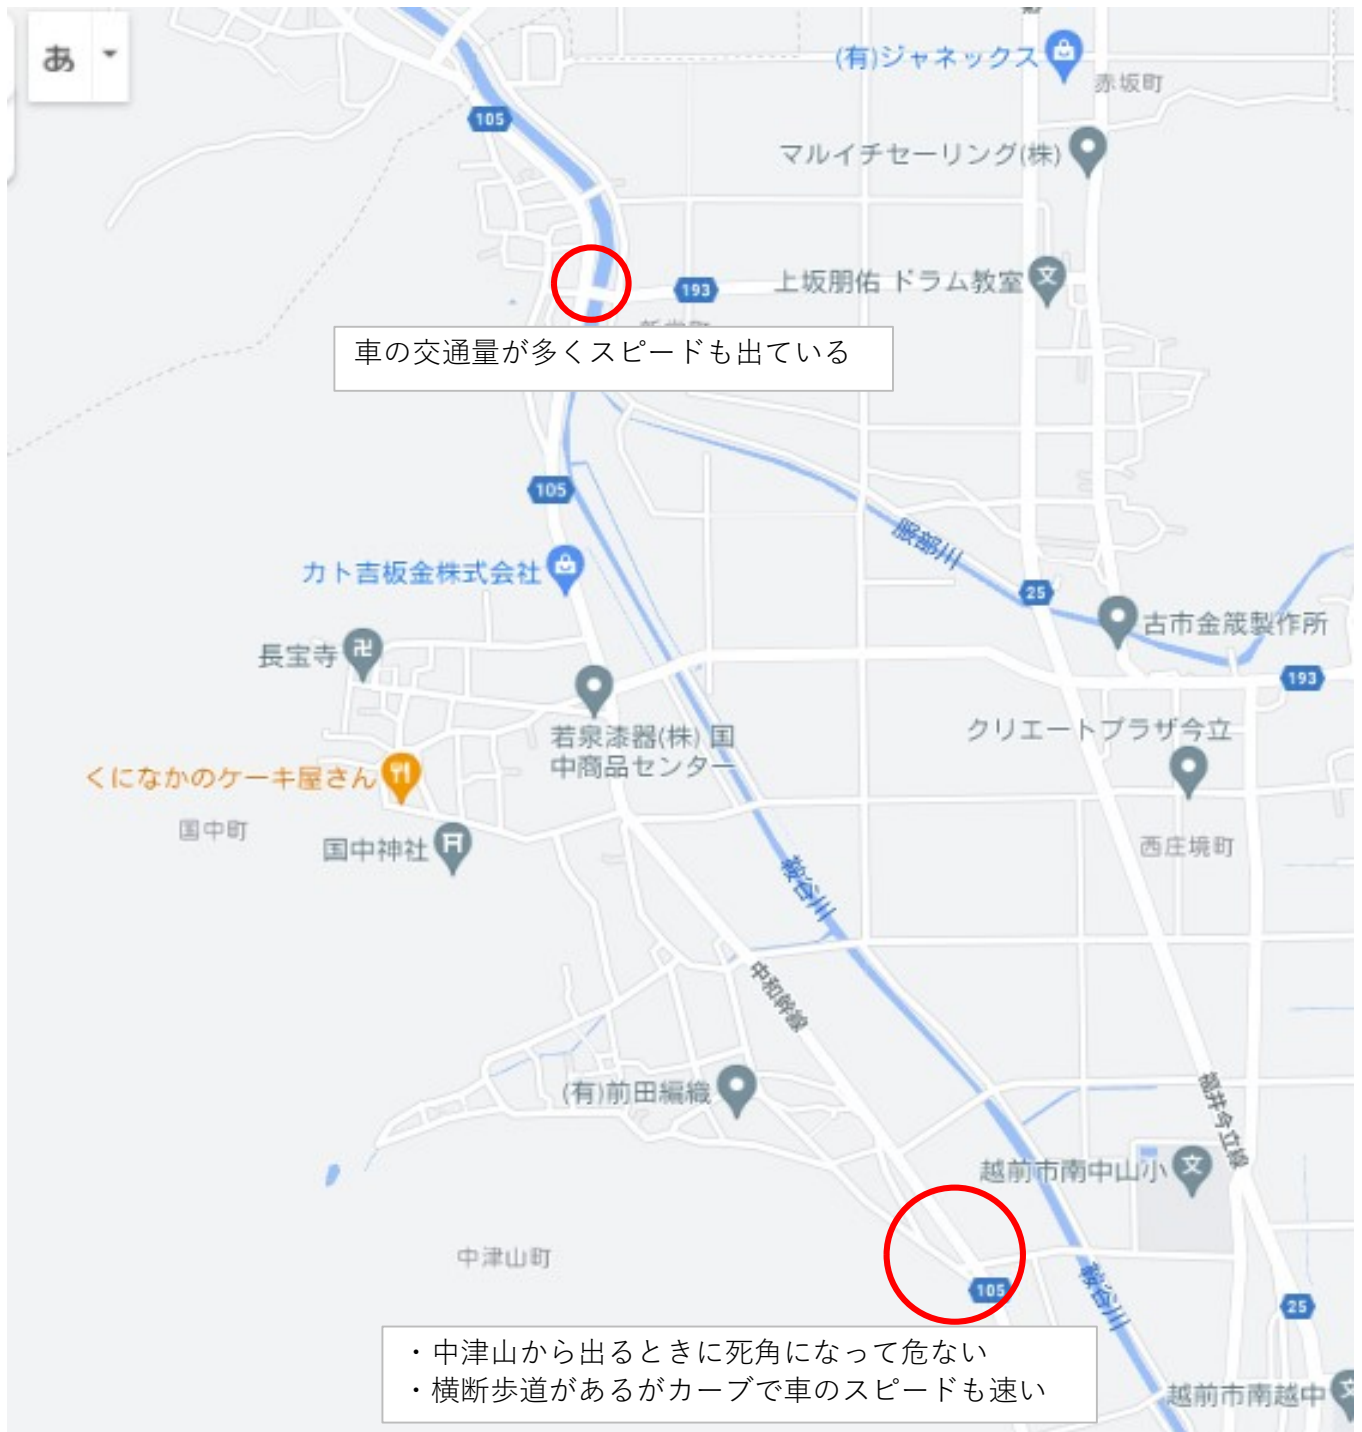 あ
(有)ジャネックス
赤坂町
105
マルイチセーリング(株)
上坂朋佑 ドラム教室
193
車の交通量が多くスピードも出ている
105
服部川
カト吉板金株式会社
25
古市金筬製作所
長宝寺
193
若泉漆器(株) 国
中商品センター
クリエートプラザ今立
くになかのケーキ屋さん
国中町
国中神社
西庄境町
鞍谷川
中和幹線
(有)前田編織
福井今立線
越前市南中山小
中津山町
105
鞍谷川
25
・中津山から出るときに死角になって危ない
・横断歩道があるがカーブで車のスピードも速い
越前市南越中